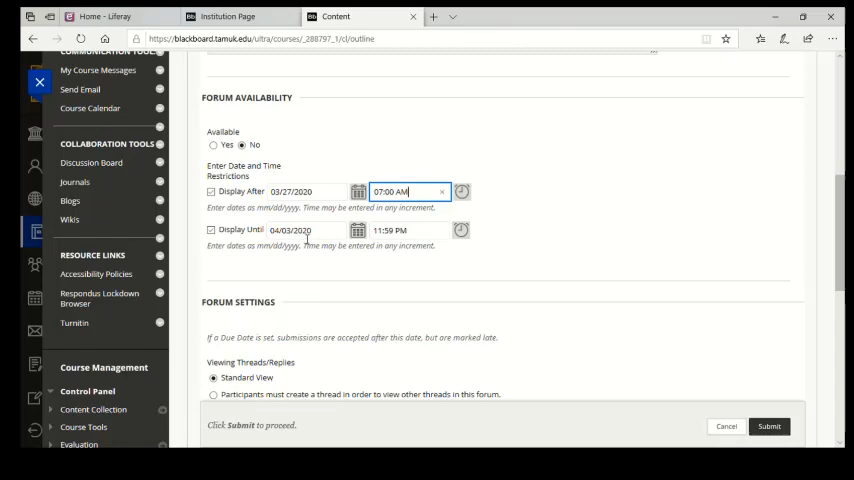 Home - Liferay
Institution Page
Content
https://blackboard.tamuk.edu/ultra/courses/_288797_1/cl/outline
COMMUNICATION TOOL
My Course Messages
Send Email
Course Calendar
COLLABORATION TOOLS
Discussion Board
Journals
Blogs
Wikis
RESOURCE LINKS
Accessibility Policies
Respondus Lockdown
Browser
Turnitin
Course Management
Control Panel
Content Collection
Course Tools
Evaluation
FORUM AVAILABILITY
Available
Yes No
Enter Date and Time
Restrictions
Display After 03/27/2020 07:00 AM
Enter dates as mm/dd/yyyy. Time may be entered in any increment.
Display Until 04/03/2020 11:59 PM
Enter dates as mm/dd/yyyy. Time may be entered in any increment.
FORUM SETTINGS
If a Due Date is set, submissions are accepted after this date, but are marked late.
Viewing Threads/Replies
Standard View
Participants must create a thread in order to view other threads in this forum.
Click Submit to proceed.
Cancel
Submit